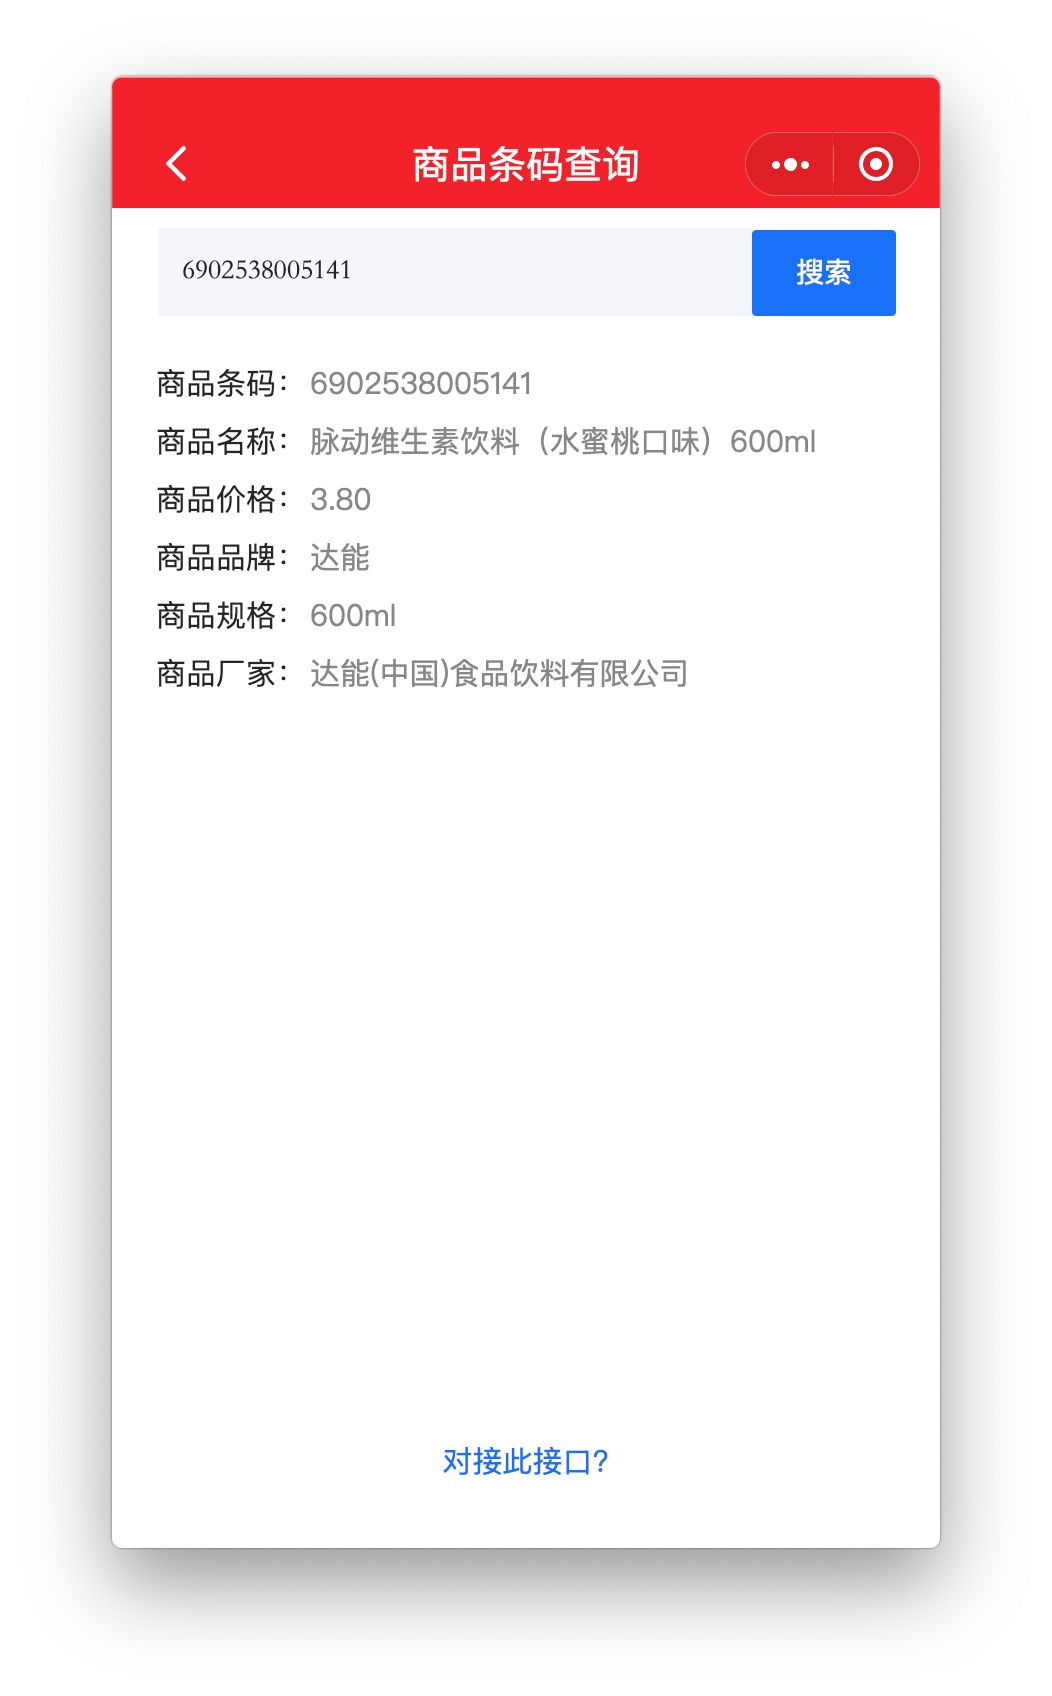 商品条码查询
6902538005141
搜索
商品条码： 6902538005141
商品名称： 脉动维生素饮料（水蜜桃口味）600ml
商品价格： 3.80
商品品牌： 达能
商品规格： 600ml
商品厂家： 达能(中国)食品饮料有限公司
对接此接口?